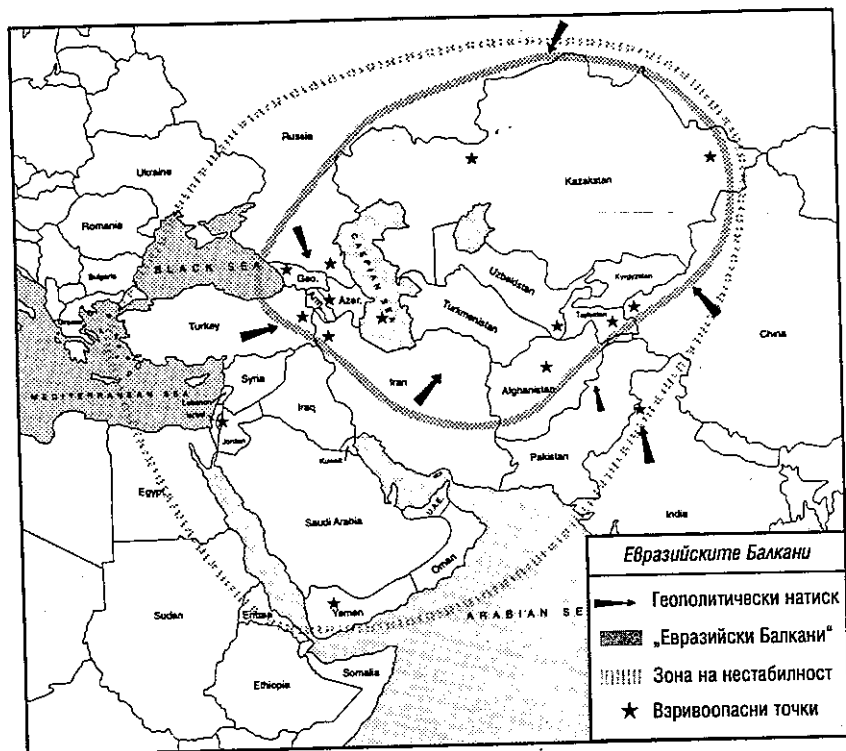 Russia
Ukraine
Kazakstan
Romania
BLACK SEA
CASPIAN SEA
Bulgaria
Geo.
Azer.
Uzbekistan
Kyrgyzstan
Turkmenistan
Turkey
China
MEDITERRANEAN SEA
Syria
Lebanon
Israel
Iraq
Iran
Afghanistan
Jordan
Kuwait
Pakistan
Egypt
Saudi Arabia
U.A.E.
India
Oman
Sudan
Eritrea
Yemen
ARABIAN SE
Ethiopia
Somalia
Евразийските Балкани
Геополитически натиск
„Евразийски Балкани“
Зона на нестабилност
Взривоопасни точки